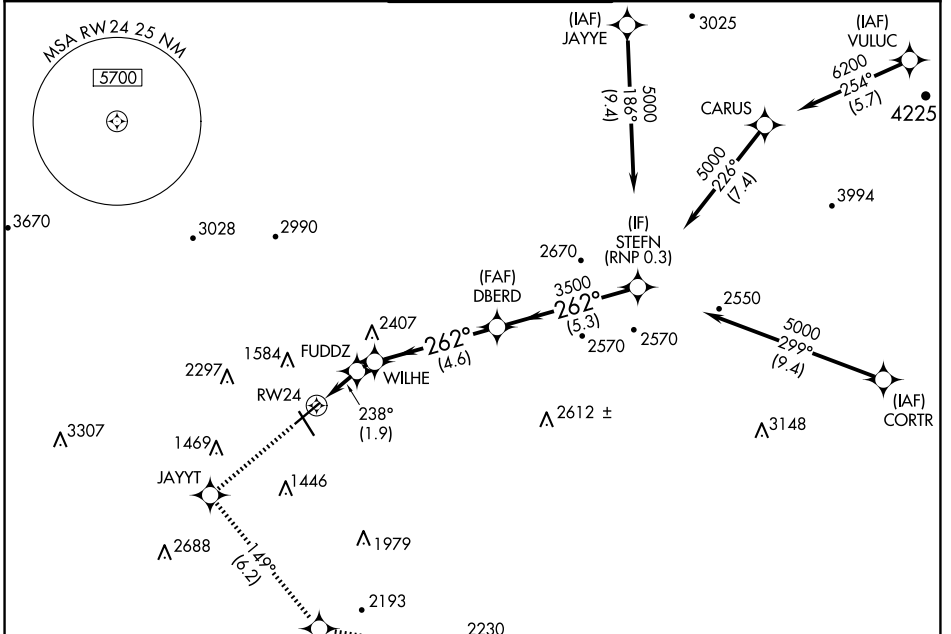 MSA RW24 25 NM
5700
(IAF)
JAYYE
3025
(IAF)
VULUC
6200
254°
(5.7)
4225
5000
186°
(9.4)
CARUS
5000
226°
(7.4)
3994
3670
3028
2990
(IF)
STEFN
(RNP 0.3)
2670
(FAF)
DBERD
3500
262°
(5.3)
2550
5000
299°
(9.4)
2570
2570
2407
262°
(4.6)
FUDDZ
1584
WILHE
2297
RW24
238°
(1.9)
(IAF)
CORTR
2612 ±
3148
3307
1469
JAYYT
1446
2688
149°
(6.2)
1979
2193
2230